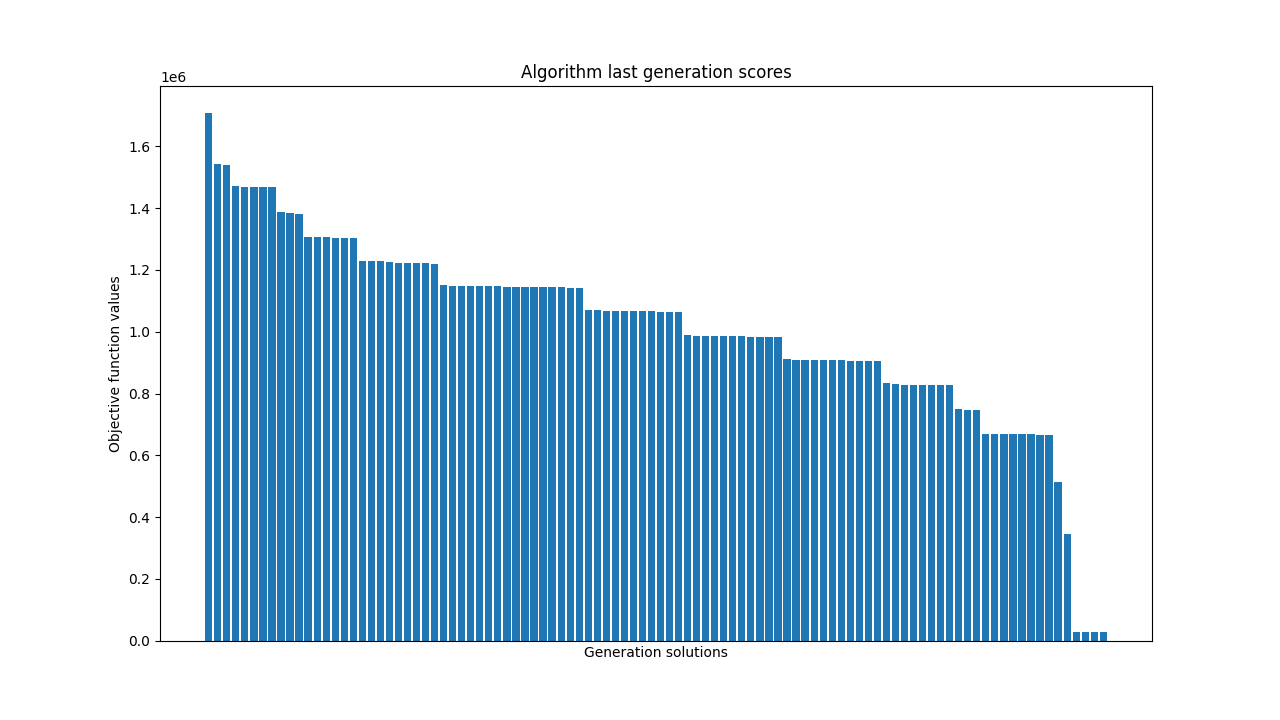 Algorithm last generation scores
1e6
1.6
1.4
1.2
1.0
0.8
0.6
0.4
0.2
0.0
Objective function values
Generation solutions